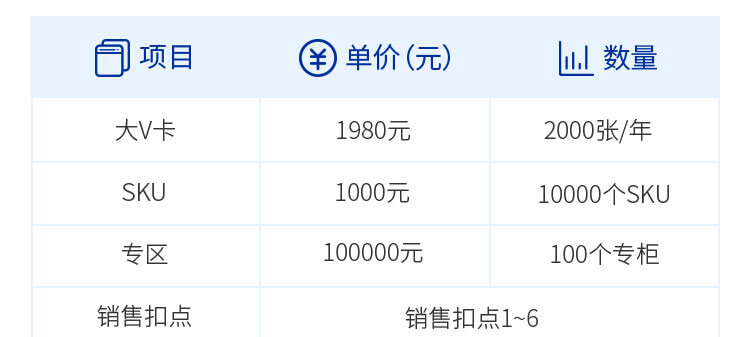 项目 单价(元) 数量
大V卡 1980元 2000张/年
SKU 1000元 10000个SKU
专区 100000元 100个专柜
销售扣点 销售扣点1~6